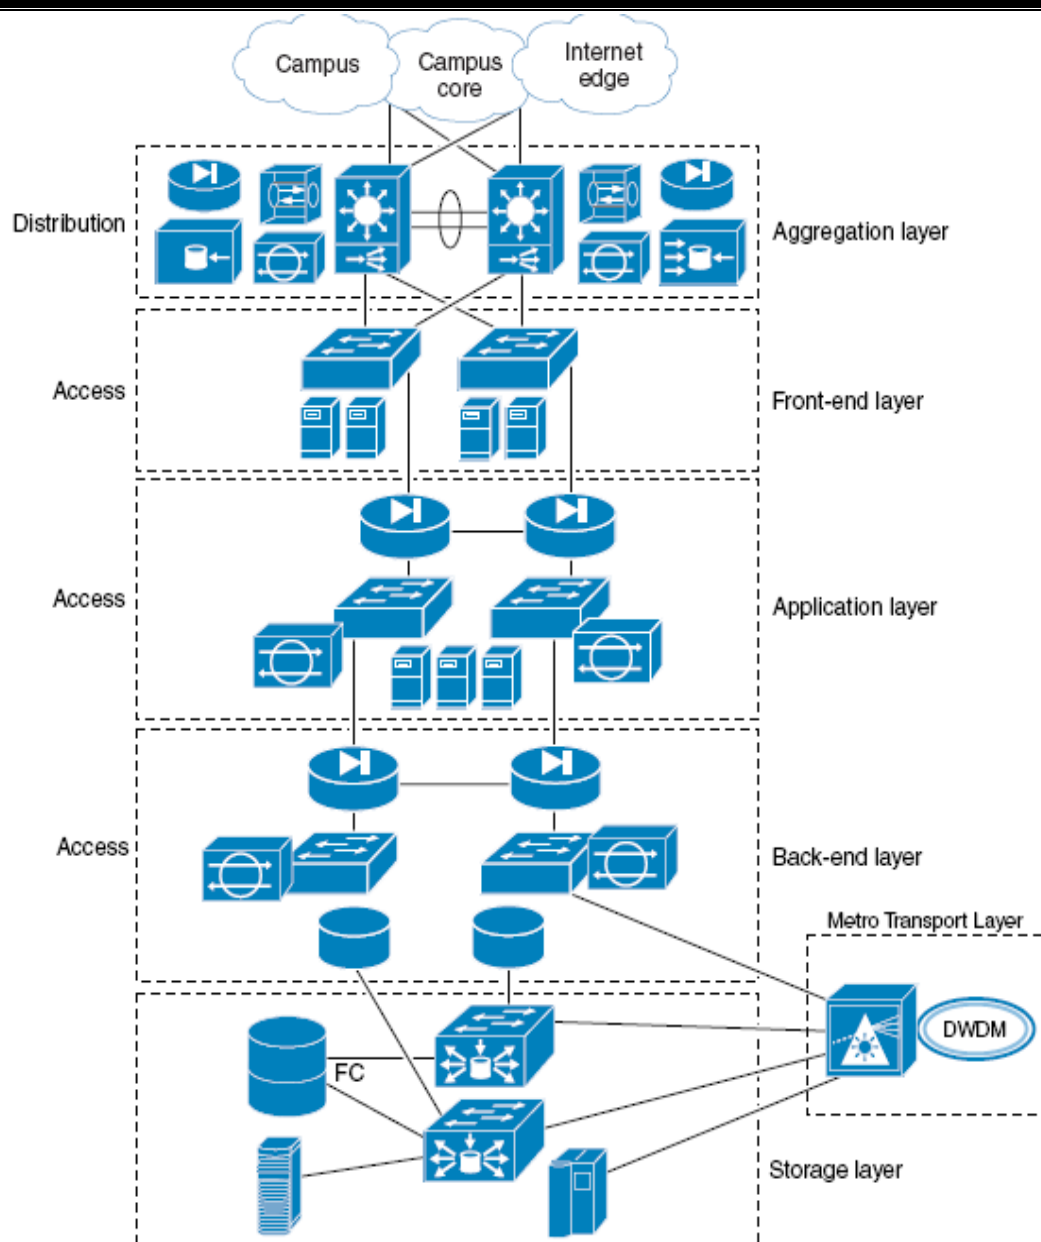 Campus
Campus
core
Internet
edge
Distribution
Aggregation layer
Access
Front-end layer
Access
Application layer
Access
Back-end layer
Metro Transport Layer
DWDM
FC
Storage layer